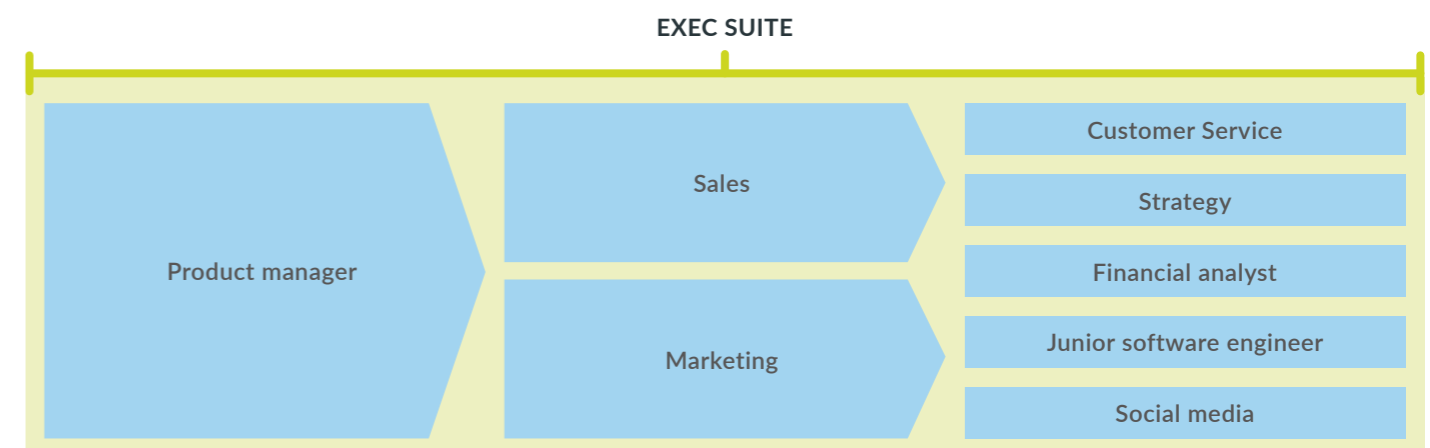 EXEC SUITE
Product manager
Sales
Marketing
Customer Service
Strategy
Financial analyst
Junior software engineer
Social media